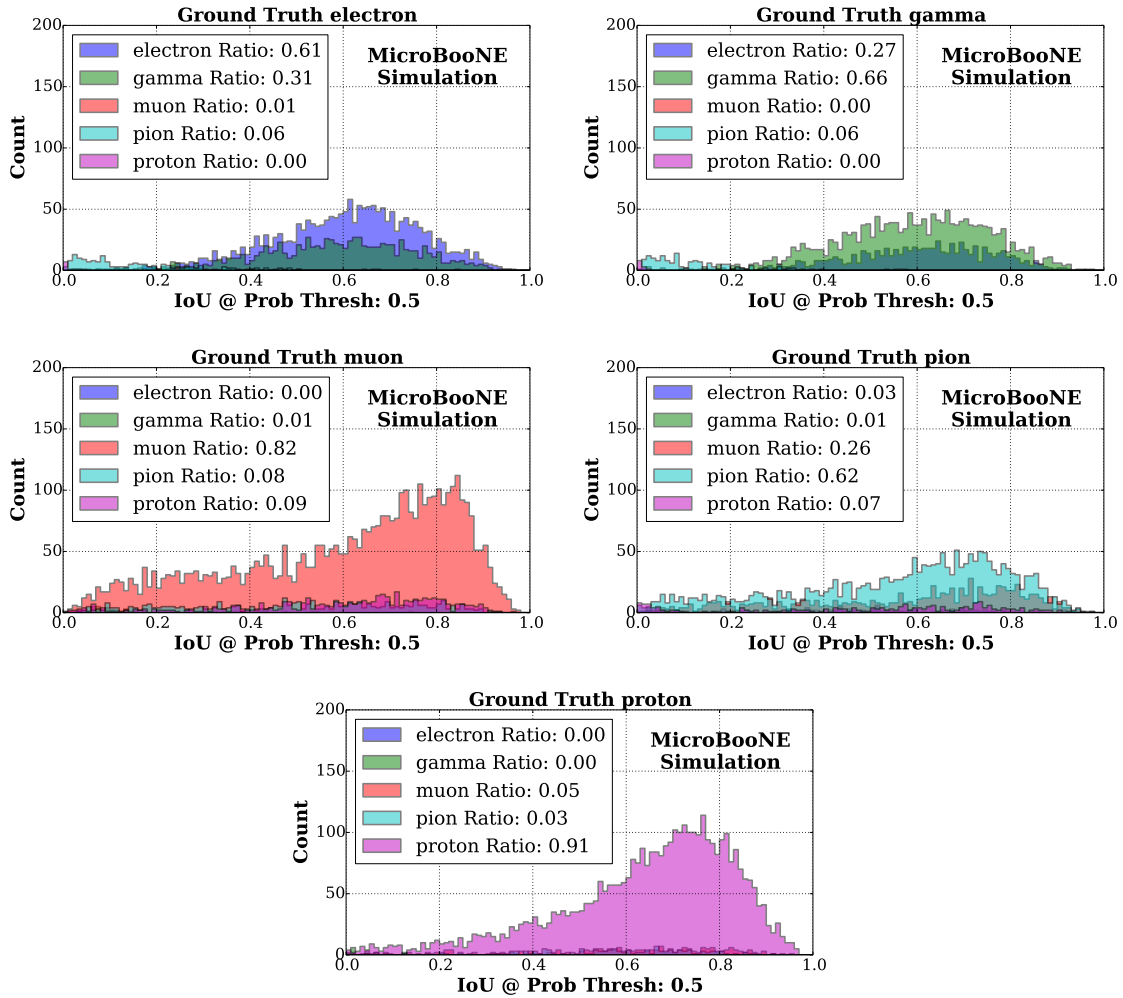 Ground Truth electron
200
150
100
50
0
Count
electron Ratio: 0.61
gamma Ratio: 0.31
muon Ratio: 0.01
pion Ratio: 0.06
proton Ratio: 0.00
MicroBooNE
Simulation
0.0 0.2 0.4 0.6 0.8 1.0
IoU @ Prob Thresh: 0.5
Ground Truth gamma
200
150
100
50
0
Count
electron Ratio: 0.27
gamma Ratio: 0.66
muon Ratio: 0.00
pion Ratio: 0.06
proton Ratio: 0.00
MicroBooNE
Simulation
0.0 0.2 0.4 0.6 0.8 1.0
IoU @ Prob Thresh: 0.5
Ground Truth muon
200
150
100
50
0
Count
electron Ratio: 0.00
gamma Ratio: 0.01
muon Ratio: 0.82
pion Ratio: 0.08
proton Ratio: 0.09
MicroBooNE
Simulation
0.0 0.2 0.4 0.6 0.8 1.0
IoU @ Prob Thresh: 0.5
Ground Truth pion
200
150
100
50
0
Count
electron Ratio: 0.03
gamma Ratio: 0.01
muon Ratio: 0.26
pion Ratio: 0.62
proton Ratio: 0.07
MicroBooNE
Simulation
0.0 0.2 0.4 0.6 0.8 1.0
IoU @ Prob Thresh: 0.5
Ground Truth proton
200
150
100
50
0
Count
electron Ratio: 0.00
gamma Ratio: 0.00
muon Ratio: 0.05
pion Ratio: 0.03
proton Ratio: 0.91
MicroBooNE
Simulation
0.0 0.2 0.4 0.6 0.8 1.0
IoU @ Prob Thresh: 0.5